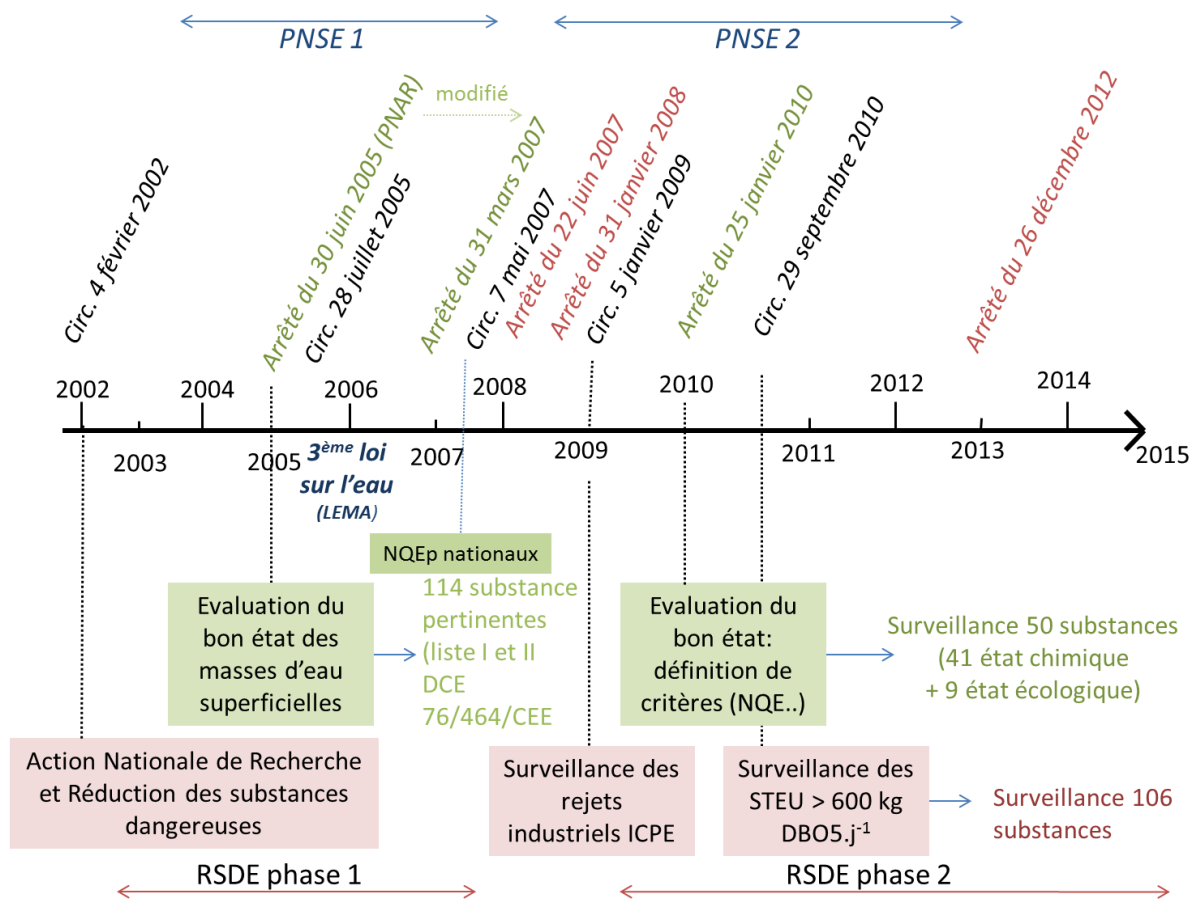 PNSE 1
PNSE 2
Circ. 4 février 2002
Arrêté du 30 juin 2005 (PNAR)
modifié
Circ. 28 juillet 2005
Arrêté du 31 mars 2007
Circ. 7 mai 2007
Arrêté du 22 juin 2007
Arrêté du 31 janvier 2008
Circ. 5 janvier 2009
Arrêté du 25 janvier 2010
Circ. 29 septembre 2010
Arrêté du 26 décembre 2012
2002
2004
2006
2008
2010
2012
2014
2003
2005
2007
2009
2011
2013
2015
3ème loi
sur l’eau
(LEMA)
NQEp nationaux
Evaluation du
bon état des
masses d’eau
superficielles
114 substance
pertinentes
(liste I et II
DCE
76/464/CEE
Evaluation du
bon état:
définition de
critères (NQE..)
Surveillance 50 substances
(41 état chimique
+ 9 état écologique)
Action Nationale de Recherche
et Réduction des substances
dangereuses
Surveillance des
rejets
industriels ICPE
Surveillance des
STEU > 600 kg
DBO5.j-1
Surveillance 106
substances
RSDE phase 1
RSDE phase 2